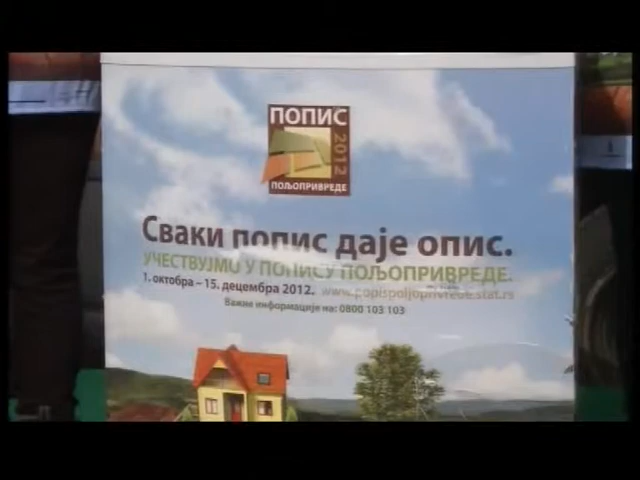 ПОПИС
2012
ПОЉОПРИВРЕДЕ
Сваки попис даје опис.
УЧЕСТВУЈМО У ПОПИСУ ПОЉОПРИВРЕДЕ.
1. октобра – 15. децембра 2012. www.popispoljoprivrede.stat.rs
Важне информације на: 0800 103 103